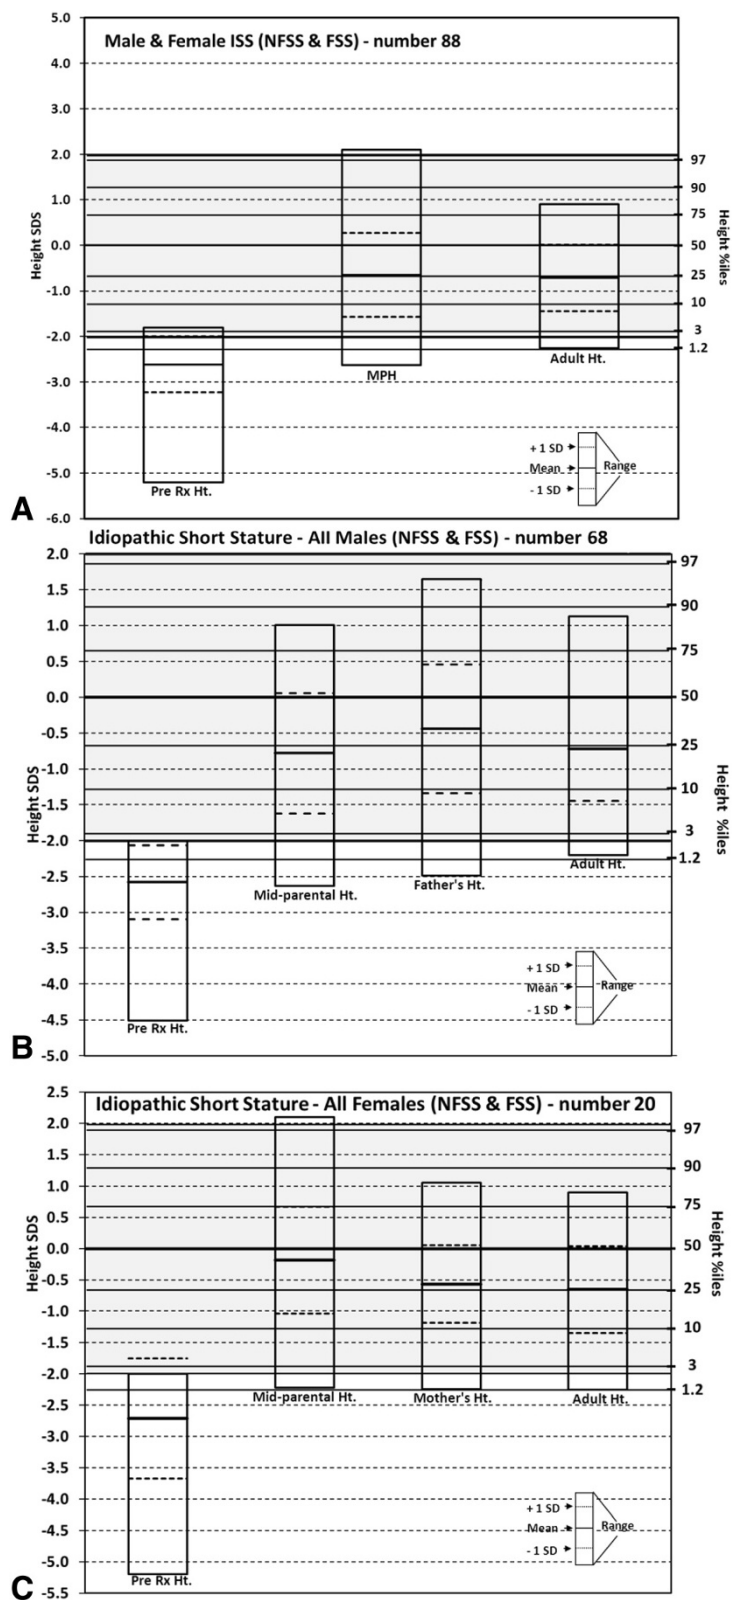 5.0
Male & Female ISS (NFSS & FSS) - number 88
4.0
3.0
2.0
97
90
1.0
75
Height SDS
0.0
50
Height %iles
25
-1.0
10
3
-2.0
1.2
Adult Ht.
MPH
-3.0
-4.0
+ 1 SD
Mean
Range
-5.0
- 1 SD
Pre Rx Ht.
A
-6.0
Idiopathic Short Stature - All Males (NFSS & FSS) - number 68
2.0
97
1.5
90
1.0
75
0.5
0.0
50
-0.5
25
-1.0
10
Height SDS
Height %iles
-1.5
3
-2.0
1.2
Adult Ht.
Father's Ht.
Mid-parental Ht.
-2.5
-3.0
-3.5
+ 1 SD
Mean
Range
-4.0
- 1 SD
-4.5
Pre Rx Ht.
B
-5.0
2.5
Idiopathic Short Stature - All Females (NFSS & FSS) - number 20
2.0
97
1.5
90
1.0
75
0.5
0.0
50
Height SDS
Height %iles
-0.5
25
-1.0
10
-1.5
3
-2.0
1.2
Mid-parental Ht.
Mother's Ht.
Adult Ht.
-2.5
-3.0
-3.5
-4.0
+ 1 SD
Mean
Range
-4.5
- 1 SD
-5.0
Pre Rx Ht.
C
-5.5